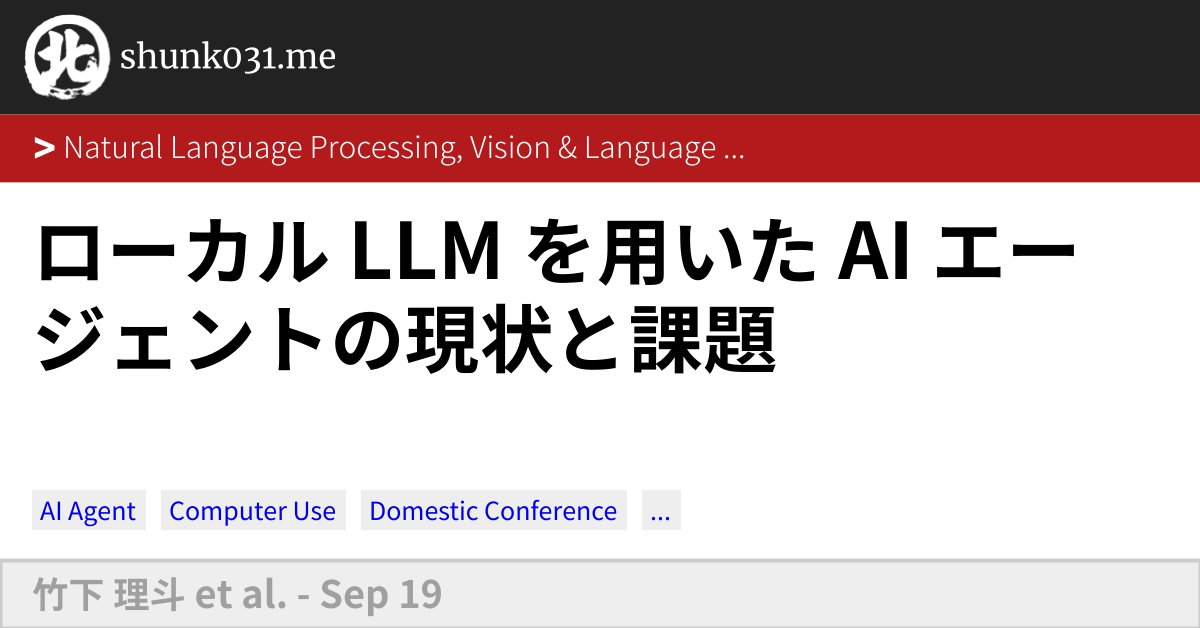 北 shunk031.me
> Natural Language Processing, Vision & Language ...
ローカル LLM を用いた AI エー
ジェントの現状と課題
AI Agent Computer Use Domestic Conference ...
竹下 理斗 et al. - Sep 19